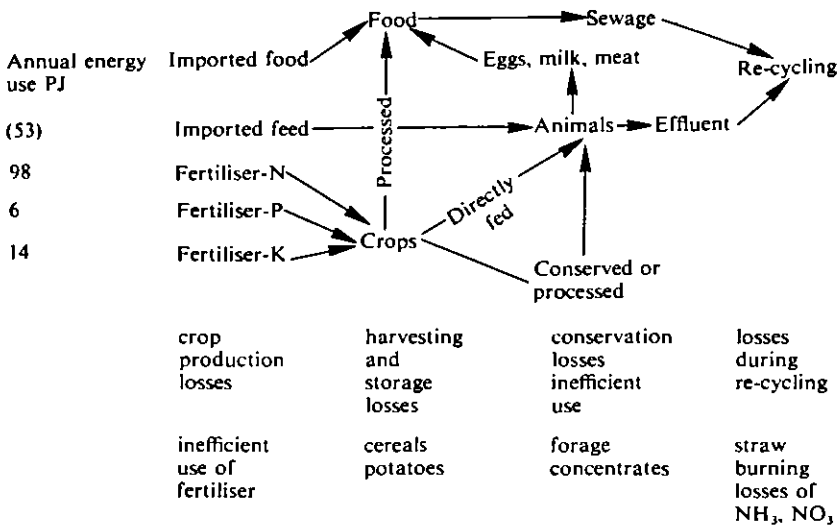 Food Sewage
Annual energy Imported food Eggs, milk, meat Re-cycling
use PJ
(53) Imported feed Animals Effluent
Processed
98 Fertiliser-N
Directly
fed
6 Fertiliser-P
Crops
14 Fertiliser-K
Conserved or
processed
crop harvesting conservation losses
production and losses during
losses storage inefficient re-cycling
losses use
inefficient cereals forage straw
use of potatoes concentrates burning
fertiliser losses of
NH₃, NO₃